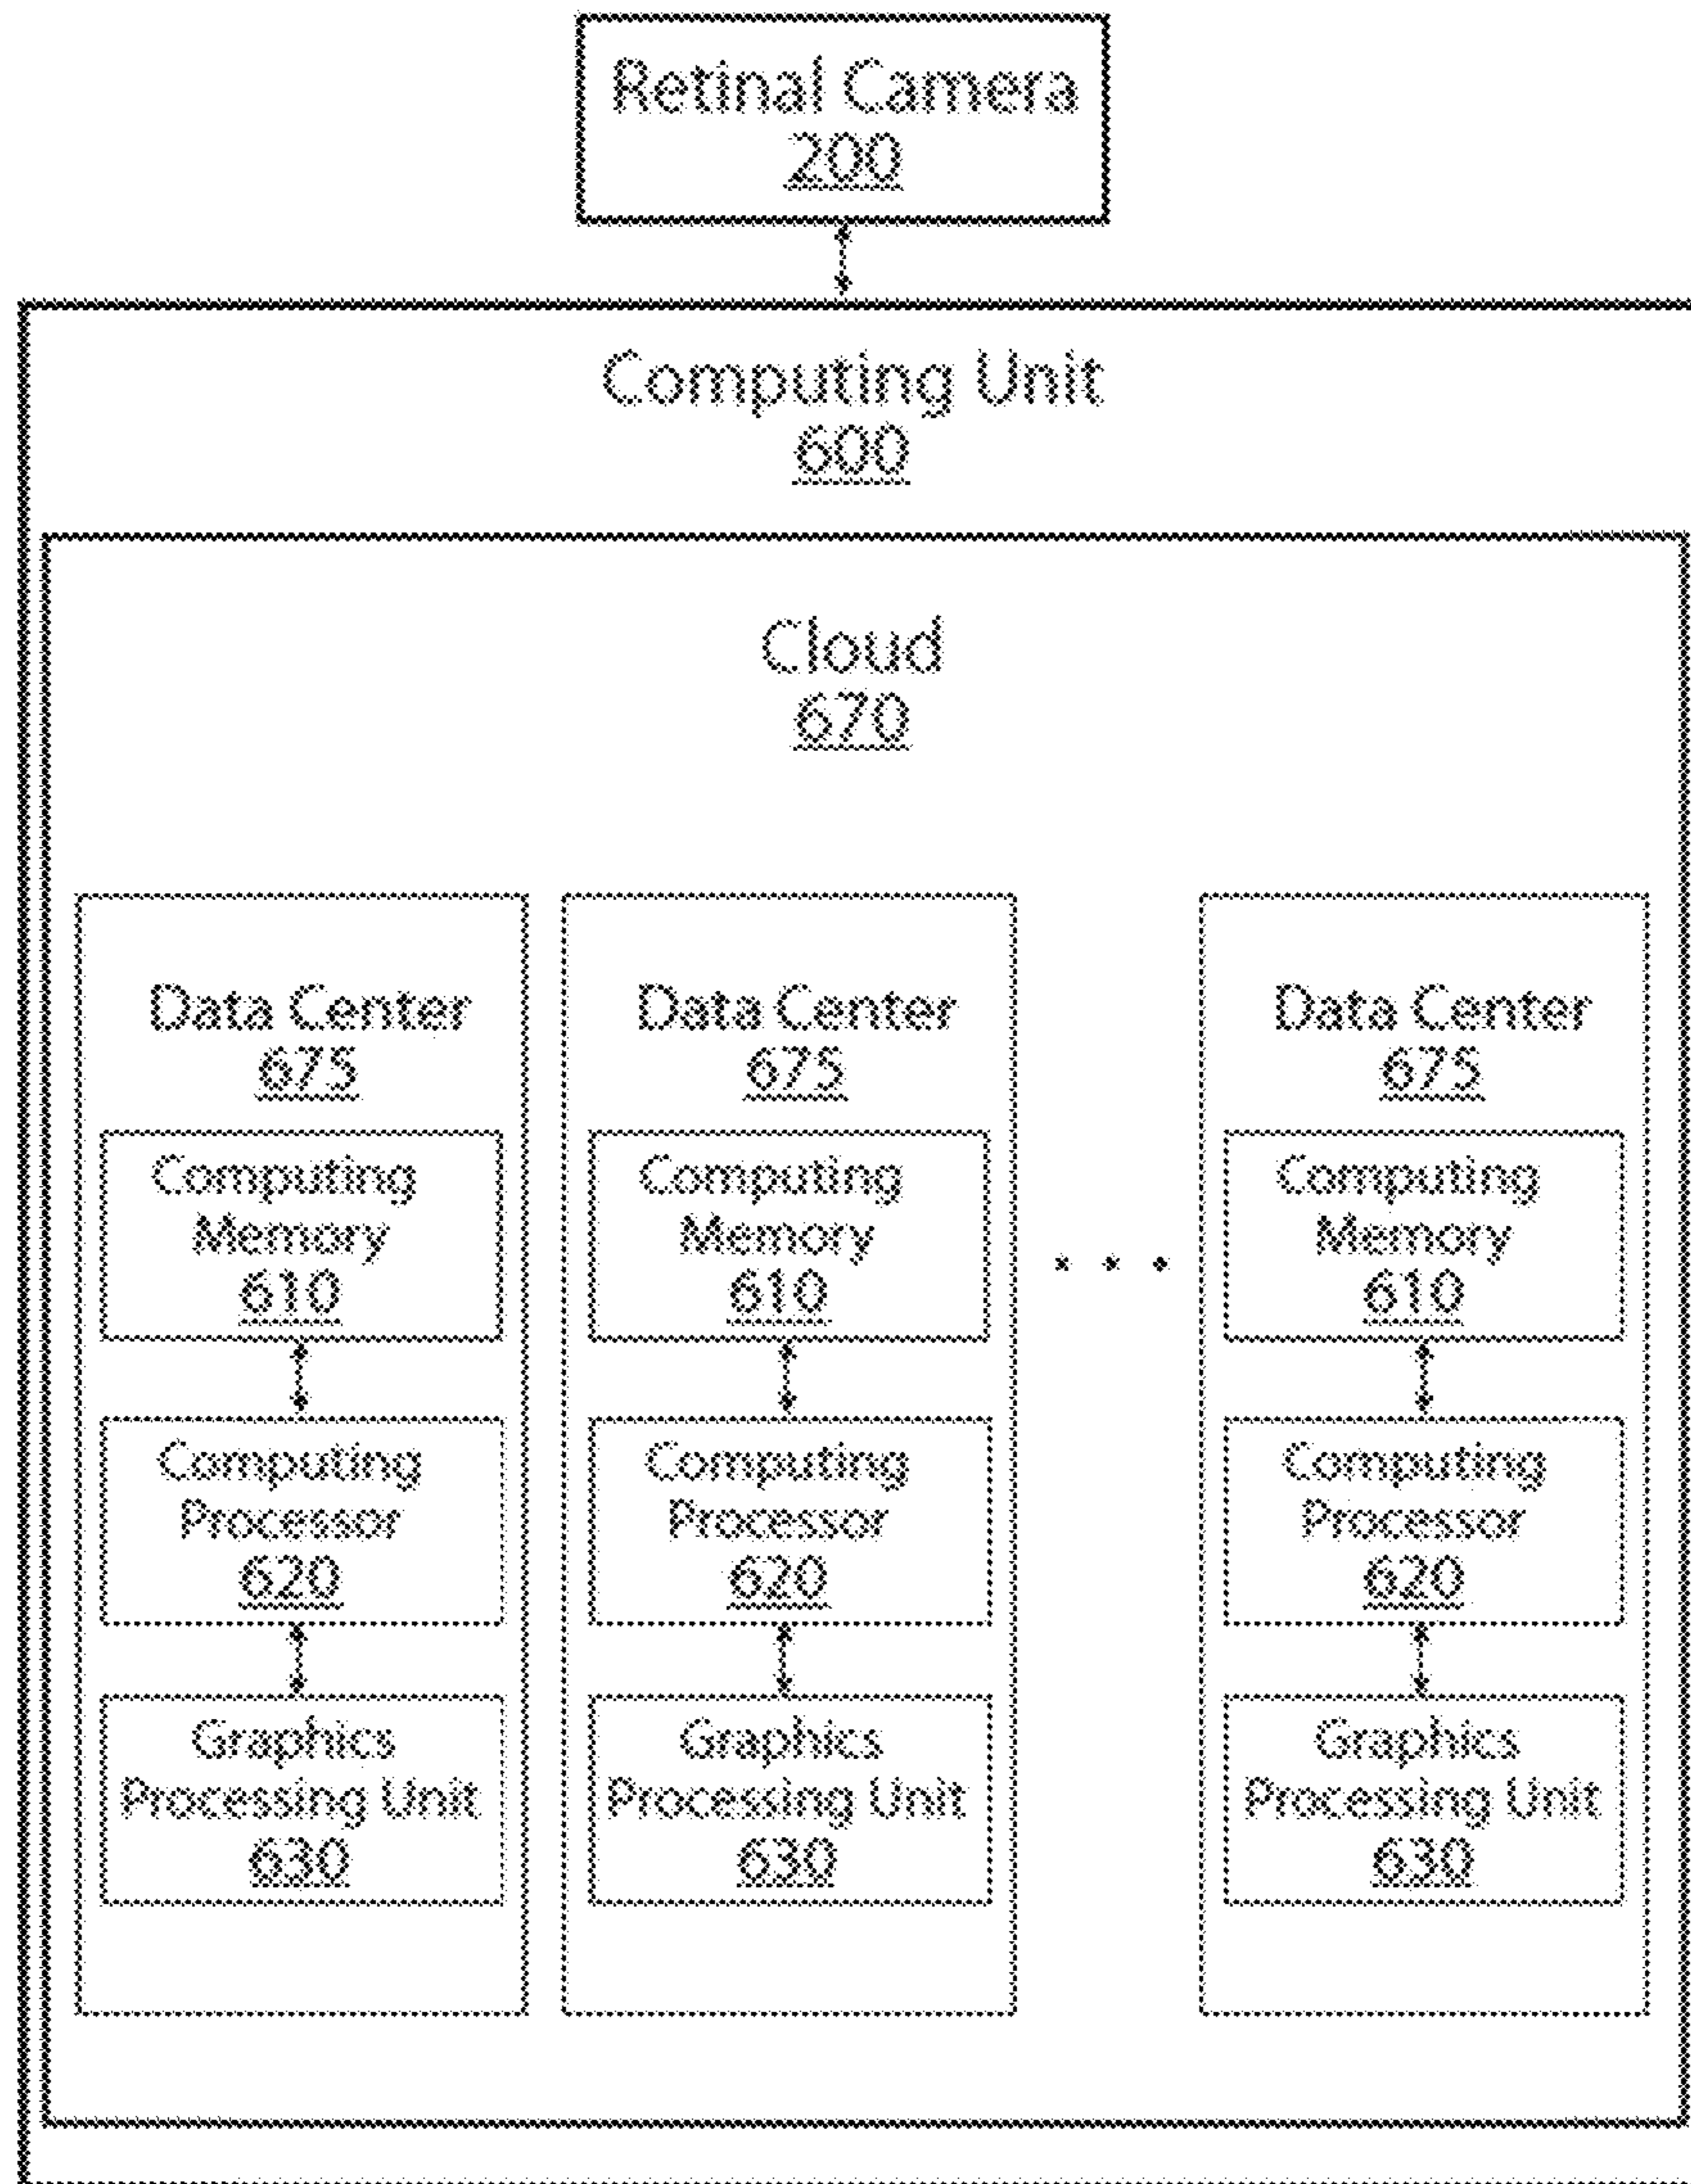 Retinal Camera
200
Computing Unit
600
Cloud
670
Data Center
675
Computing
Memory
610
Computing
Processor
620
Graphics
Processing Unit
630
Data Center
675
Computing
Memory
610
Computing
Processor
620
Graphics
Processing Unit
630
. . .
Data Center
675
Computing
Memory
610
Computing
Processor
620
Graphics
Processing Unit
630